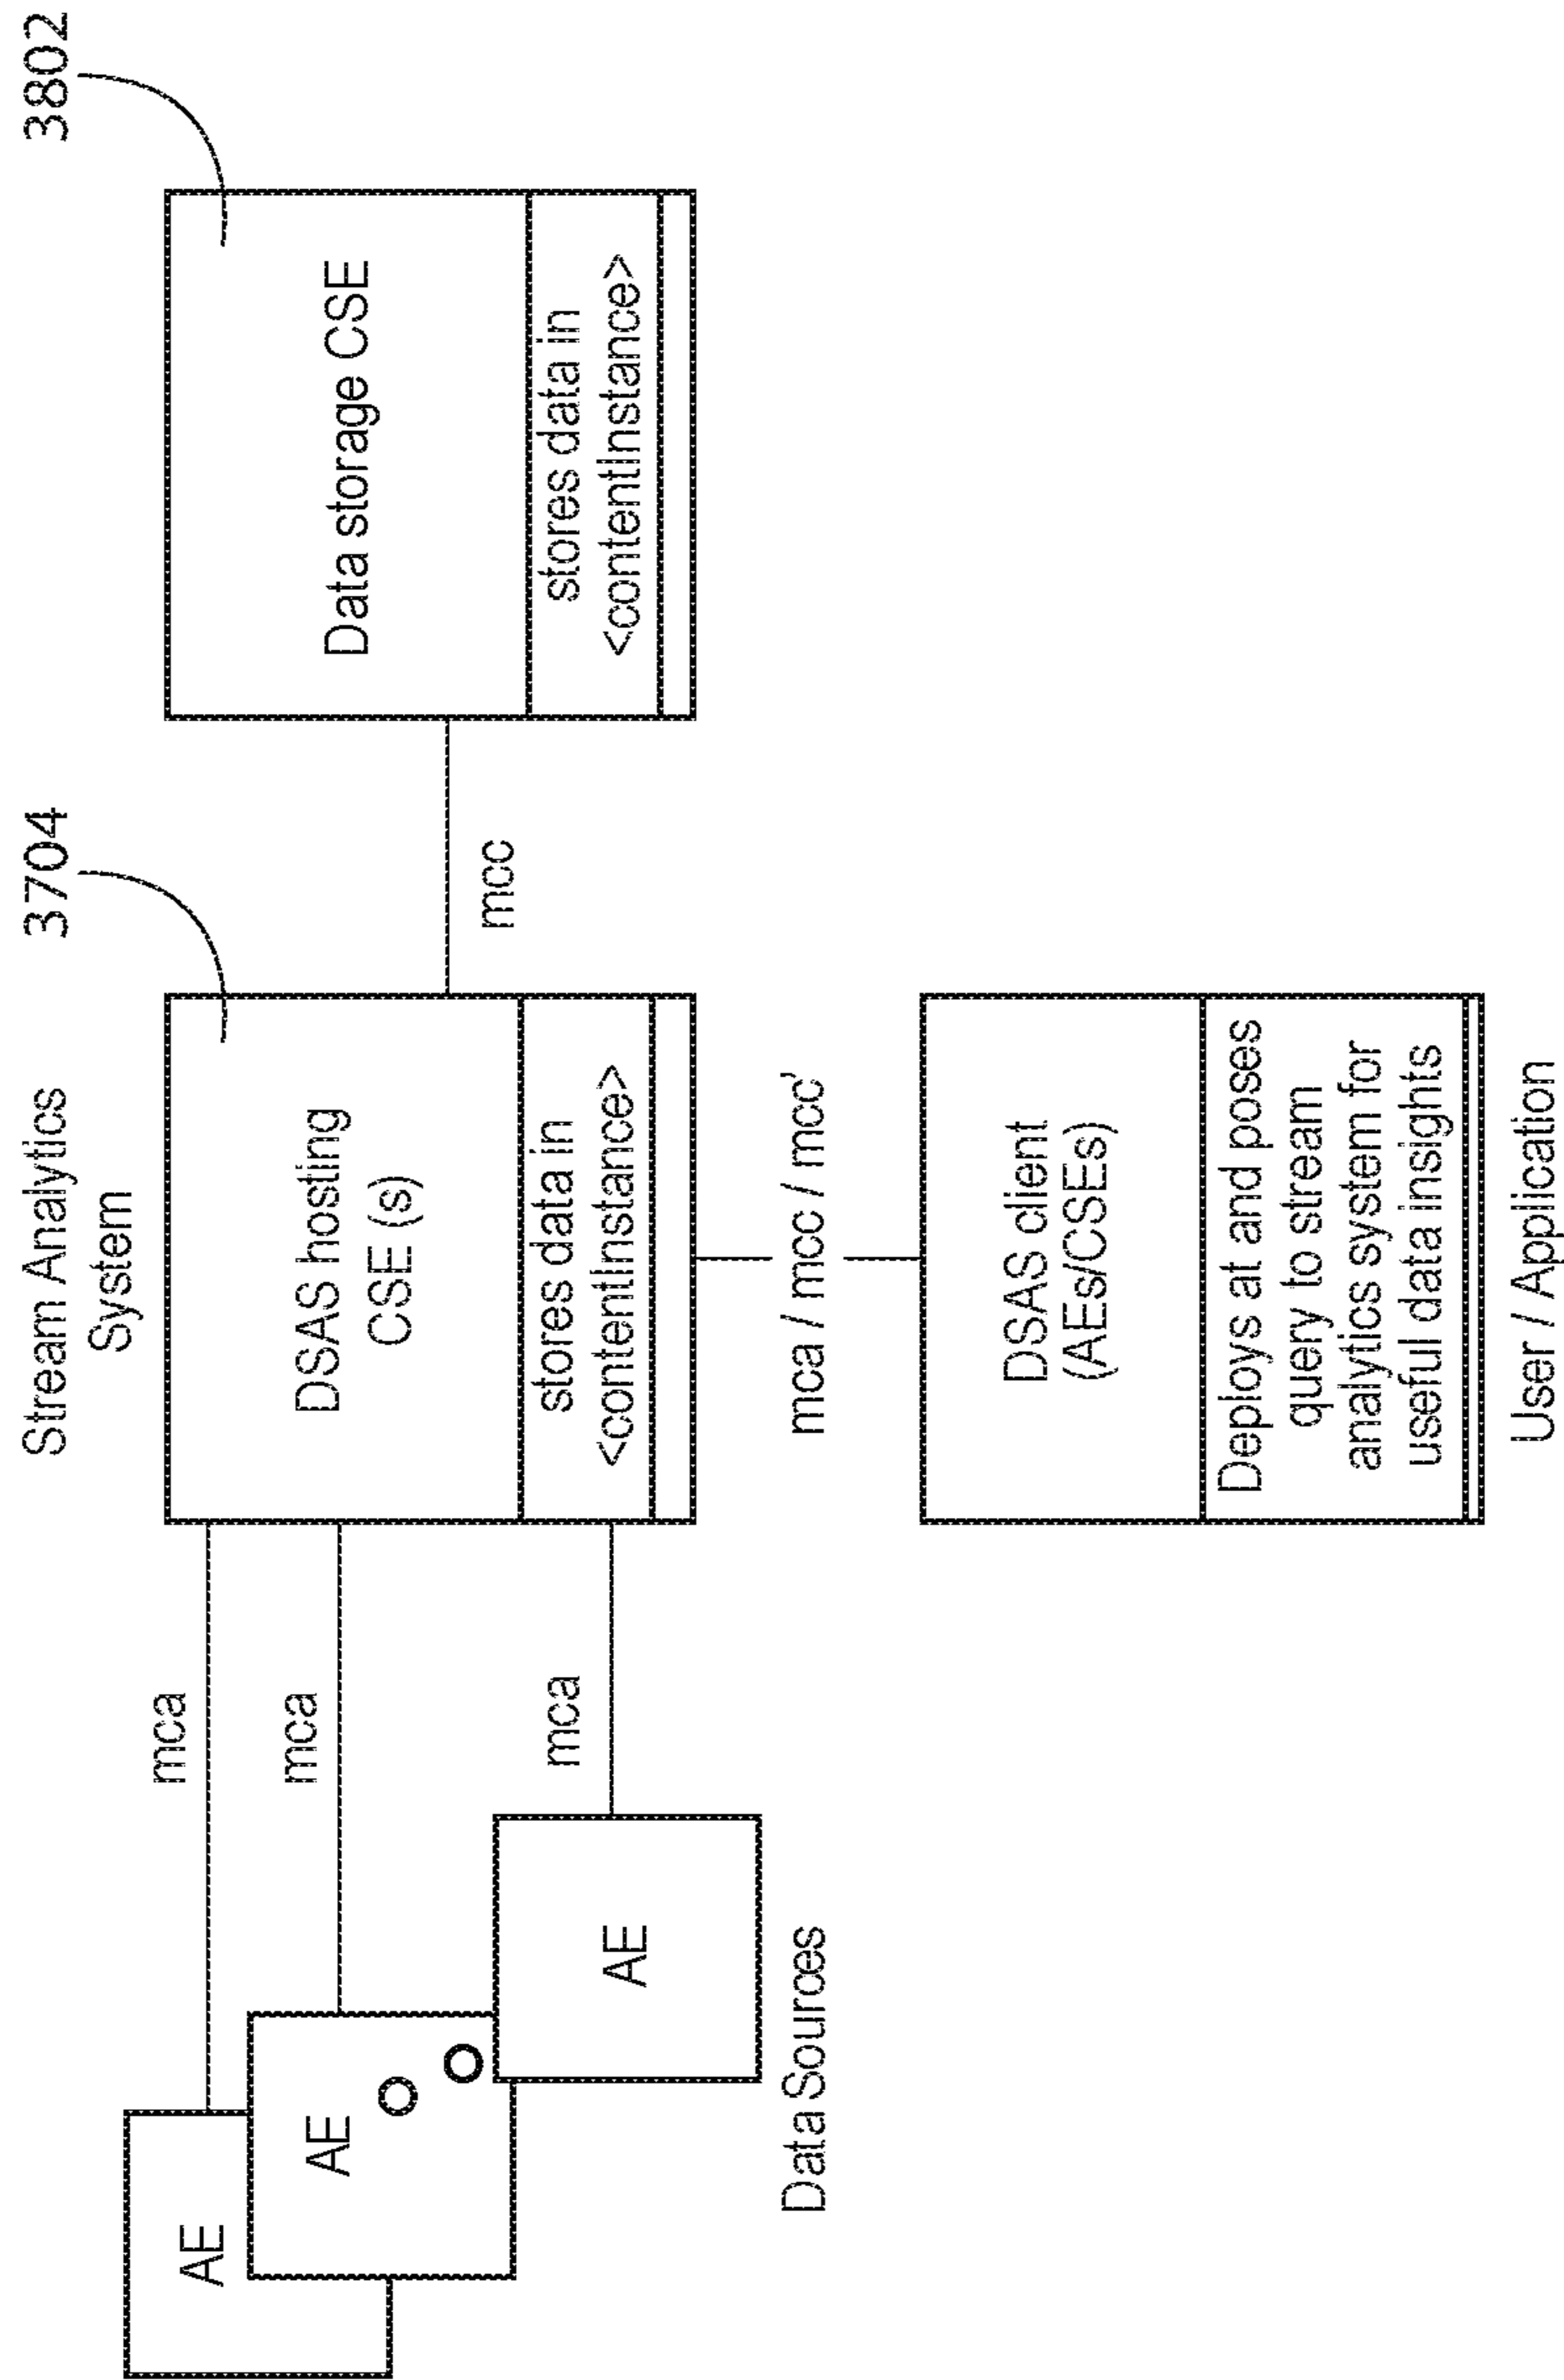 3704
3802
Stream Analytics
System
DSAS hosting
CSE (s)
stores data in
<contentInstance>
Data storage CSE
stores data in
<contentInstance>
mcc
mca
mca
mca
AE
AE
AE
Data Sources
mca / mcc / mcc'
DSAS client
(AEs/CSEs)
Deploys at and poses
query to stream
analytics system for
useful data insights
User / Application